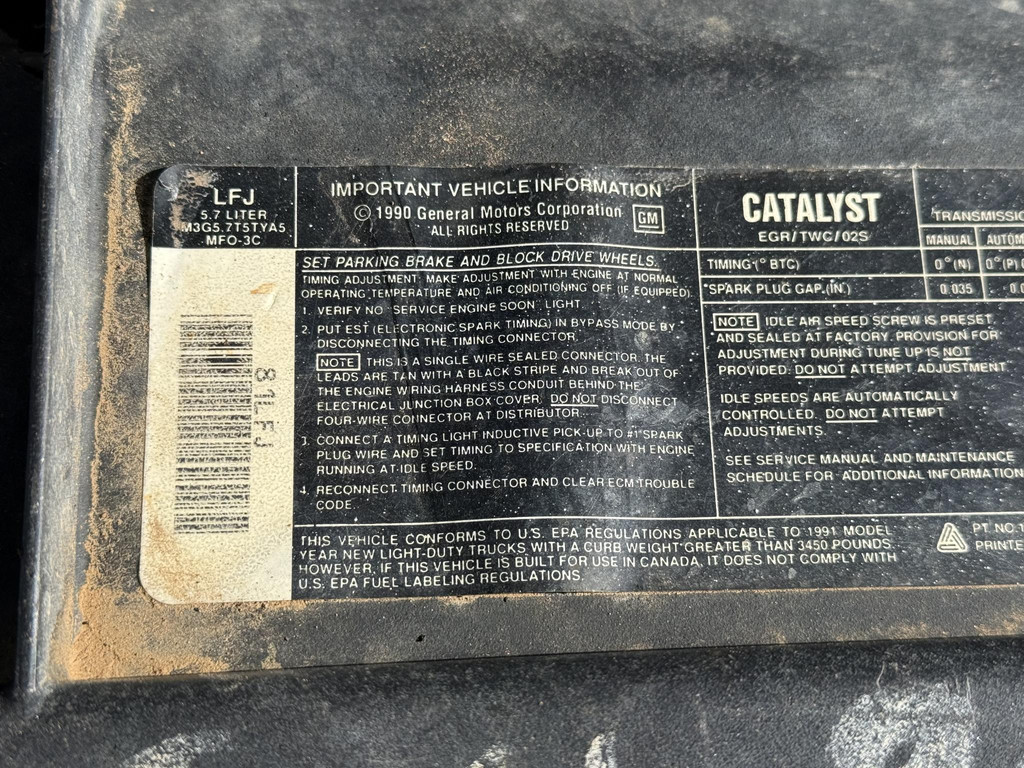 LFJ
5.7 LITER
M3G5.7T5TYA5
MFO-3C
81LFJ
IMPORTANT VEHICLE INFORMATION
© 1990 General Motors Corporation
ALL RIGHTS RESERVED
GM
SET PARKING BRAKE AND BLOCK DRIVE WHEELS.
TIMING ADJUSTMENT: MAKE ADJUSTMENT WITH ENGINE AT NORMAL
OPERATING TEMPERATURE AND AIR CONDITIONING OFF (IF EQUIPPED)
1. VERIFY NO "SERVICE ENGINE SOON" LIGHT.
2. PUT EST (ELECTRONIC SPARK TIMING) IN BYPASS MODE BY
DISCONNECTING THE TIMING CONNECTOR.
NOTE THIS IS A SINGLE WIRE SEALED CONNECTOR. THE
LEADS ARE TAN WITH A BLACK STRIPE AND BREAK OUT OF
THE ENGINE WIRING HARNESS CONDUIT BEHIND THE
ELECTRICAL JUNCTION BOX COVER. DO NOT DISCONNECT
FOUR-WIRE CONNECTOR AT DISTRIBUTOR.
3. CONNECT A TIMING LIGHT INDUCTIVE PICK-UP TO #1 SPARK
PLUG WIRE AND SET TIMING TO SPECIFICATION WITH ENGINE
RUNNING AT IDLE SPEED.
4. RECONNECT TIMING CONNECTOR AND CLEAR ECM TROUBLE
CODE.
CATALYST
EGR/TWC/02S
TRANSMISSIO
MANUAL AUTOM
TIMING (° BTC) 0°(N) 0°(P)
SPARK PLUG GAP (IN.) 0.035 0.0
NOTE IDLE AIR SPEED SCREW IS PRESET
AND SEALED AT FACTORY. PROVISION FOR
ADJUSTMENT DURING TUNE UP IS NOT
PROVIDED. DO NOT ATTEMPT ADJUSTMENT
IDLE SPEEDS ARE AUTOMATICALLY
CONTROLLED. DO NOT ATTEMPT
ADJUSTMENTS.
SEE SERVICE MANUAL AND MAINTENANCE
SCHEDULE FOR ADDITIONAL INFORMATION
THIS VEHICLE CONFORMS TO U.S. EPA REGULATIONS APPLICABLE TO 1991 MODEL
YEAR NEW LIGHT-DUTY TRUCKS WITH A CURB WEIGHT GREATER THAN 3450 POUNDS.
HOWEVER, IF THIS VEHICLE IS BUILT FOR USE IN CANADA, IT DOES NOT COMPLY WITH
U.S. EPA FUEL LABELING REGULATIONS.
PT NO. 1
PRINTE